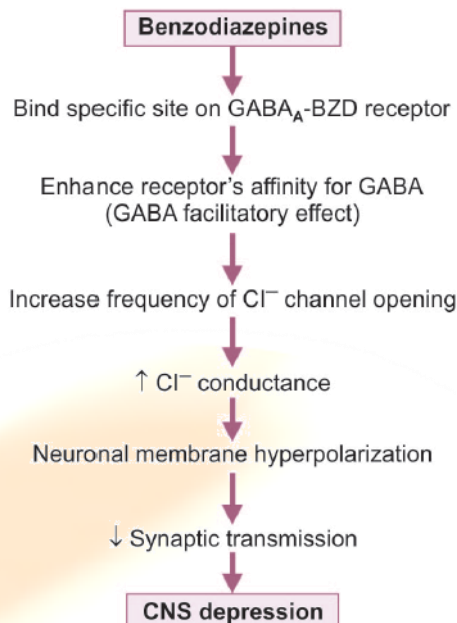 Benzodiazepines
Bind specific site on GABA_A-BZD receptor
Enhance receptor's affinity for GABA
(GABA facilitatory effect)
Increase frequency of Cl⁻ channel opening
↑ Cl⁻ conductance
Neuronal membrane hyperpolarization
↓ Synaptic transmission
CNS depression